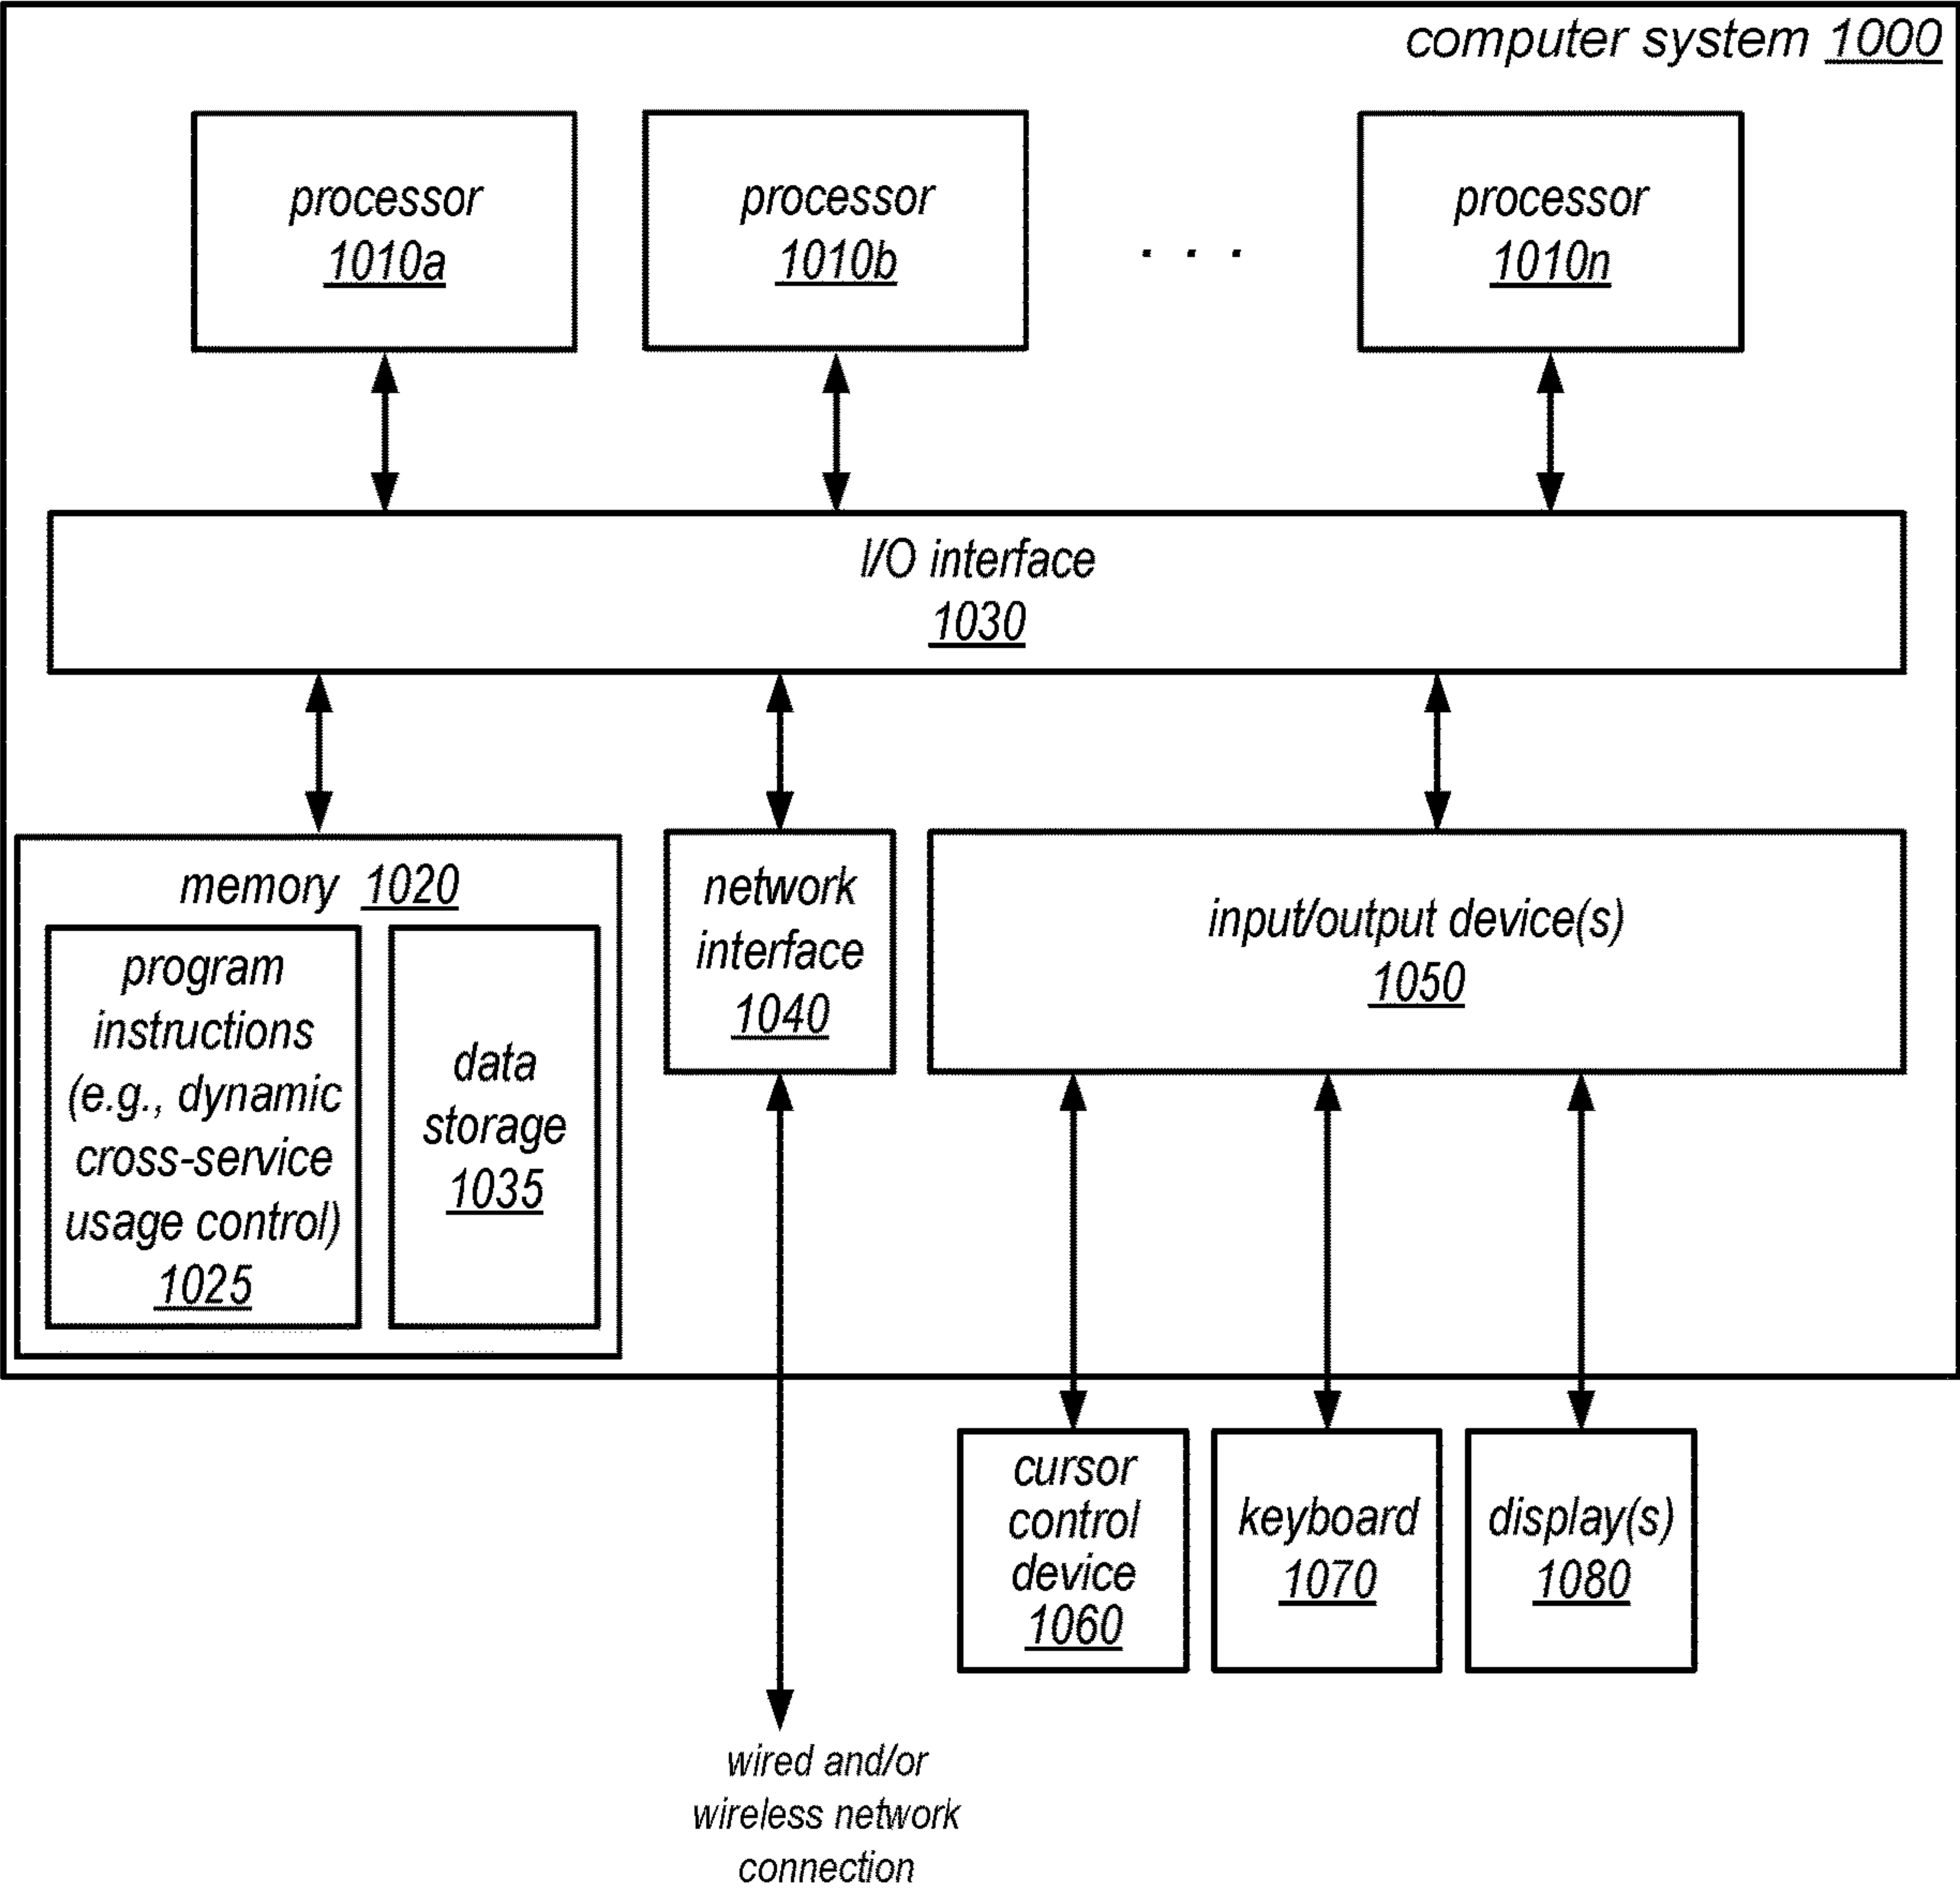 computer system 1000
processor
1010a
processor
1010b
. . .
processor
1010n
I/O interface
1030
memory 1020
program
instructions
(e.g., dynamic
cross-service
usage control)
1025
data
storage
1035
network
interface
1040
input/output device(s)
1050
cursor
control
device
1060
keyboard
1070
display(s)
1080
wired and/or
wireless network
connection